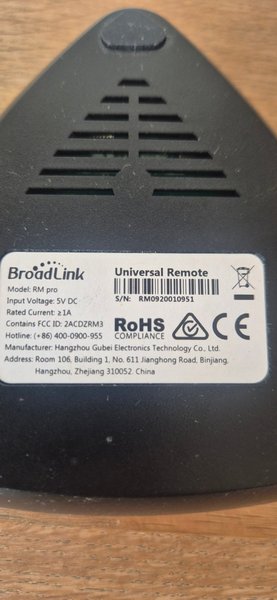 BroadLink
Universal Remote
Model: RM pro
Input Voltage: 5V DC
S/N: RM0920010951
Rated Current: ≥1A
Contains FCC ID: 2ACDZRM3
Hotline: (+86) 400-0900-955
RoHS
COMPLIANCE
CE
Manufacturer: Hangzhou Gubei Electronics Technology Co., Ltd.
Address: Room 106, Building 1, No. 611 Jianghong Road, Binjiang,
Hangzhou, Zhejiang 310052. China